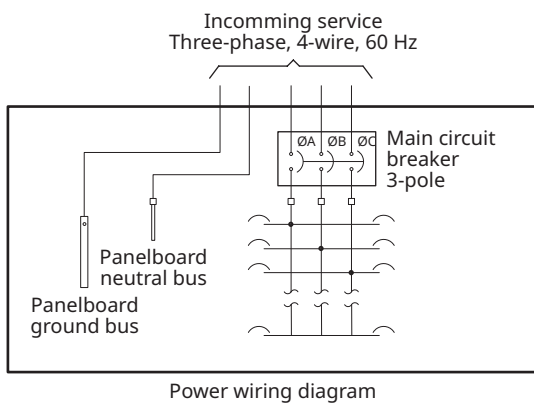 Incomming service
Three-phase, 4-wire, 60 Hz
ØA ØB ØC
Main circuit
breaker
3-pole
Panelboard
neutral bus
Panelboard
ground bus
Power wiring diagram